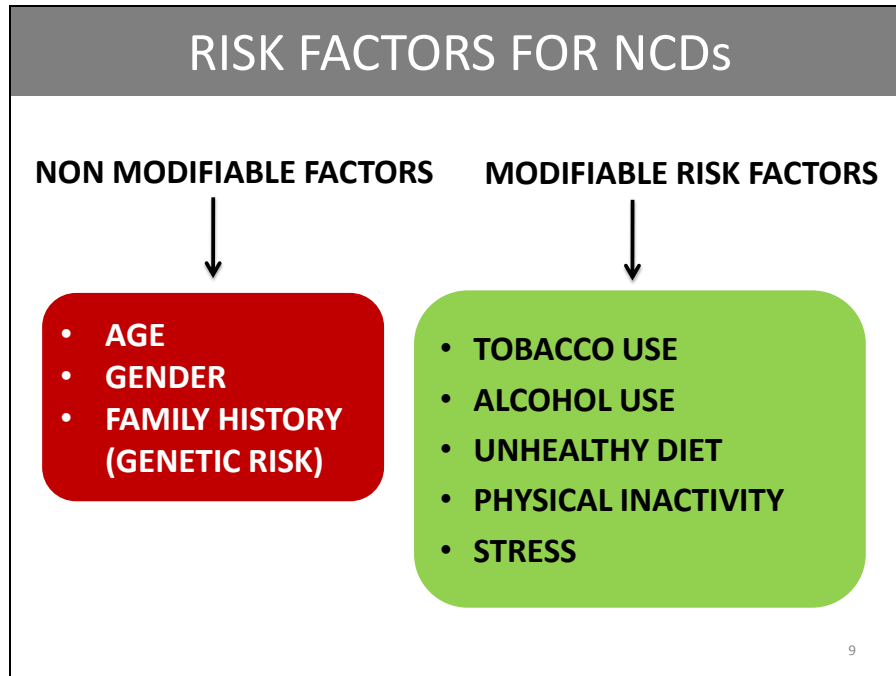 RISK FACTORS FOR NCDs
NON MODIFIABLE FACTORS
• AGE
• GENDER
• FAMILY HISTORY
(GENETIC RISK)
MODIFIABLE RISK FACTORS
• TOBACCO USE
• ALCOHOL USE
• UNHEALTHY DIET
• PHYSICAL INACTIVITY
• STRESS
9